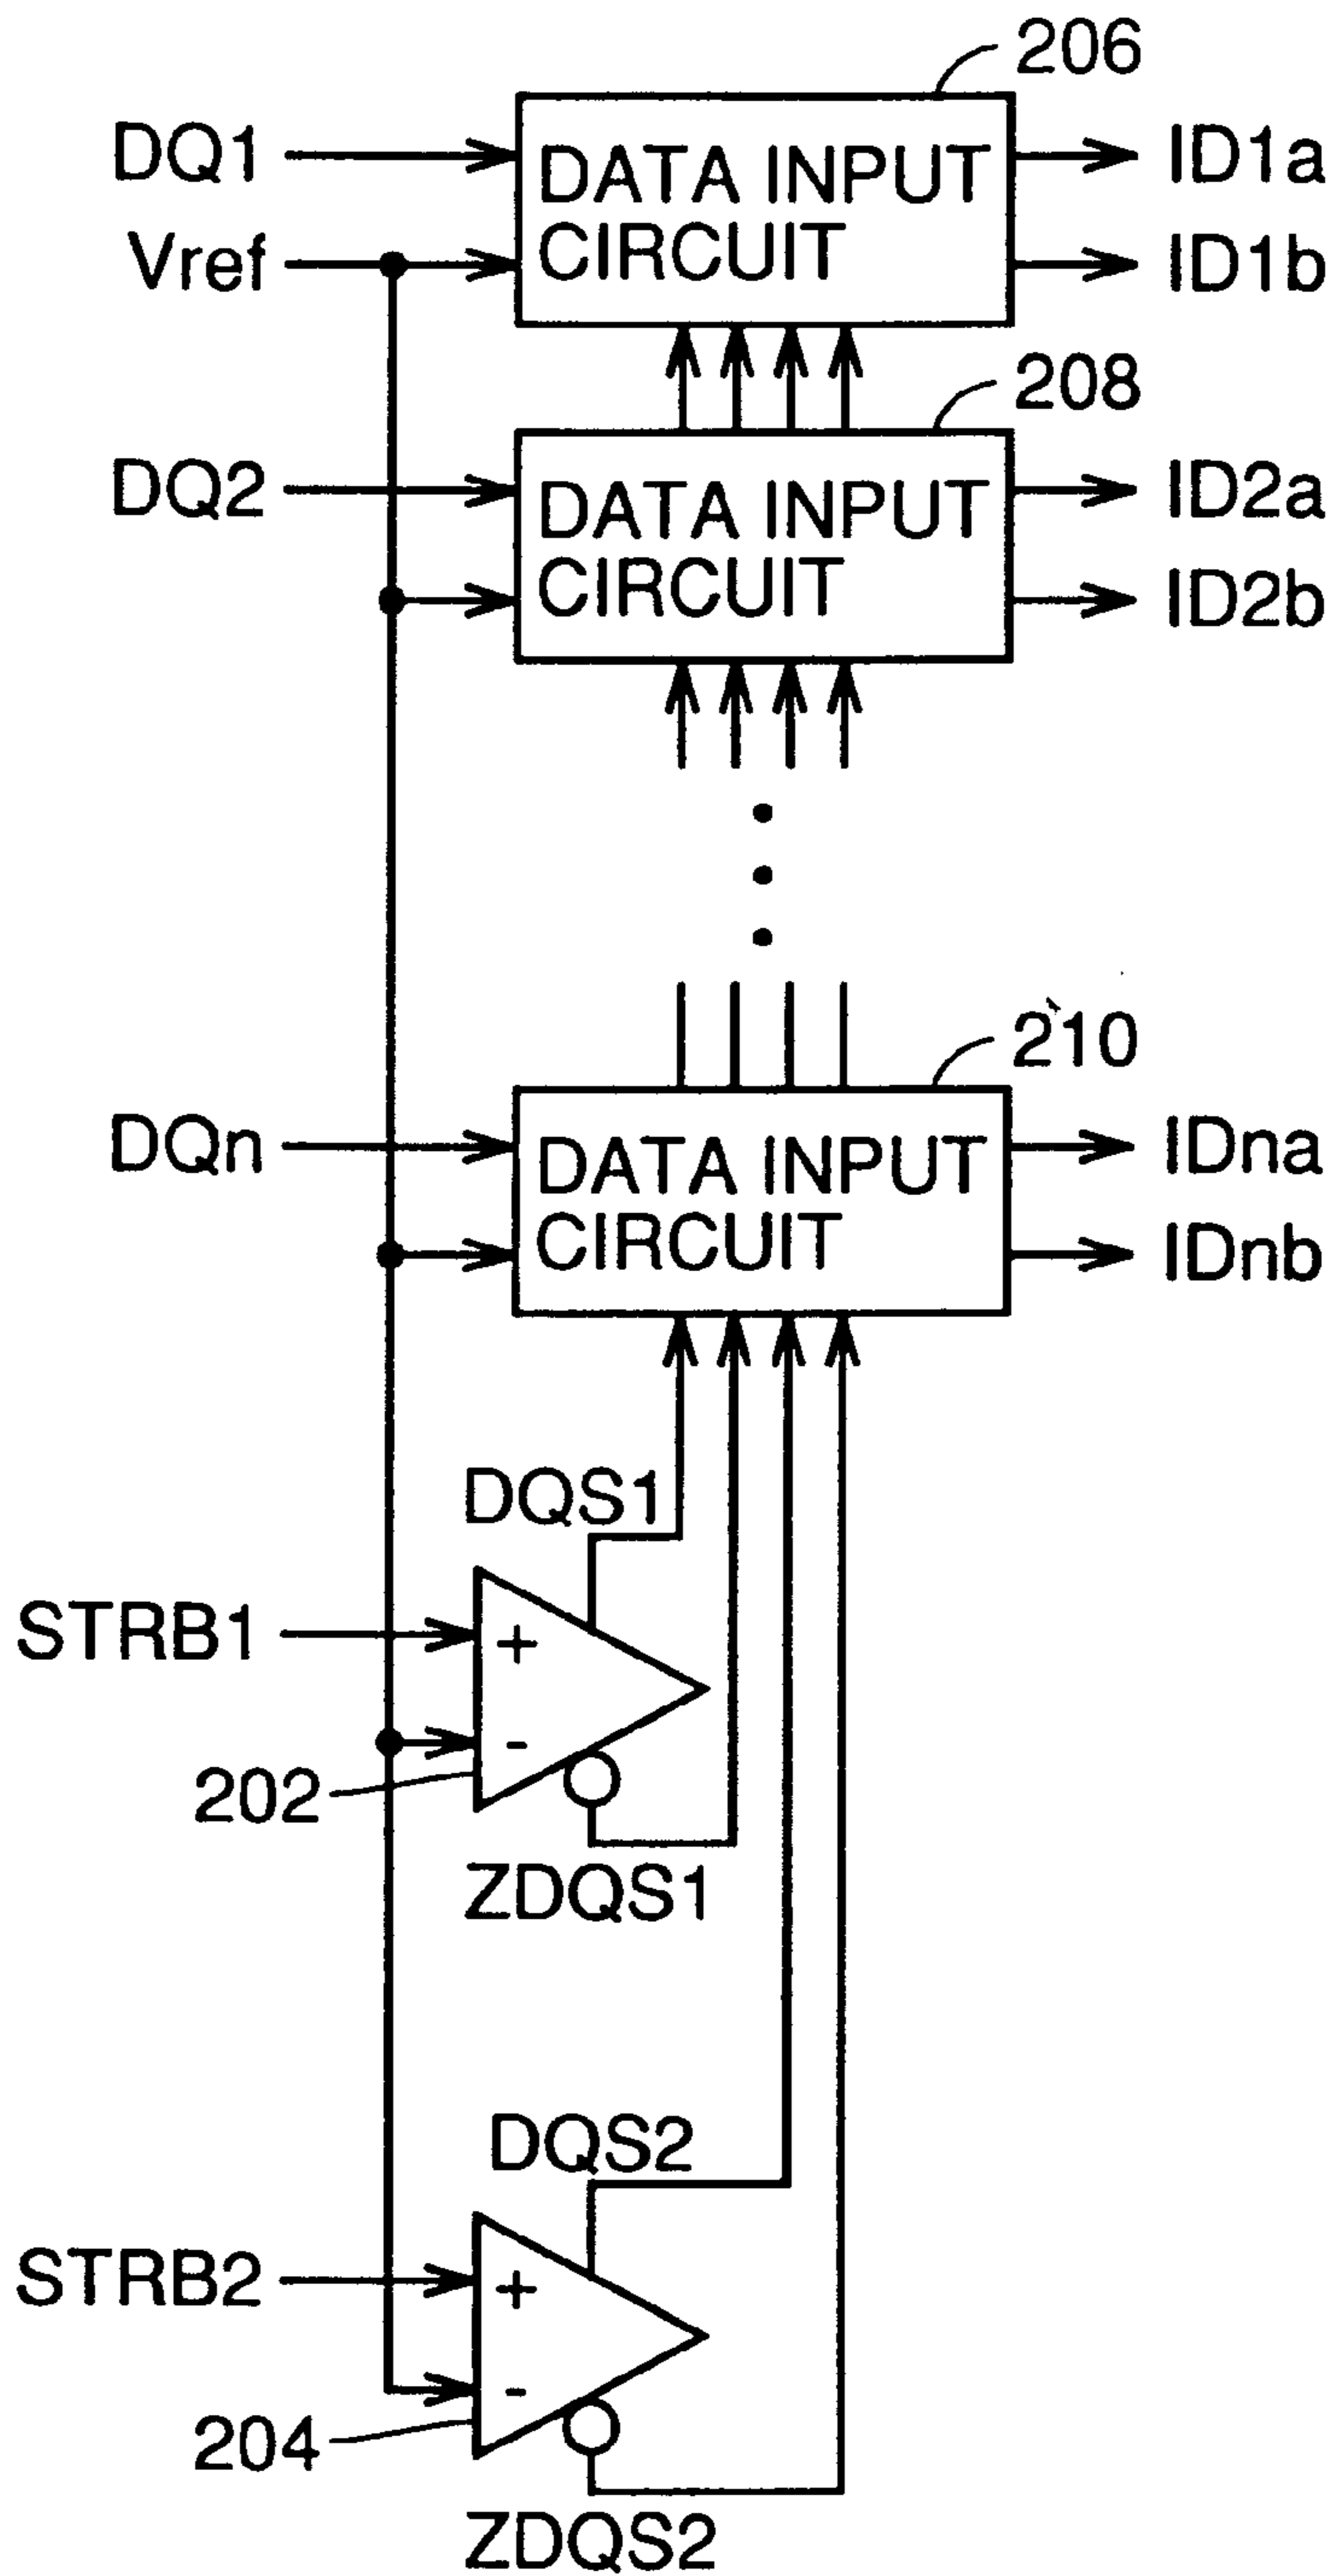 206
DQ1
DATA INPUT
CIRCUIT
ID1a
Vref
ID1b
208
DQ2
DATA INPUT
CIRCUIT
ID2a
ID2b
210
DQn
DATA INPUT
CIRCUIT
IDna
IDnb
DQS1
STRB1
+
-
202
ZDQS1
DQS2
STRB2
+
-
204
ZDQS2